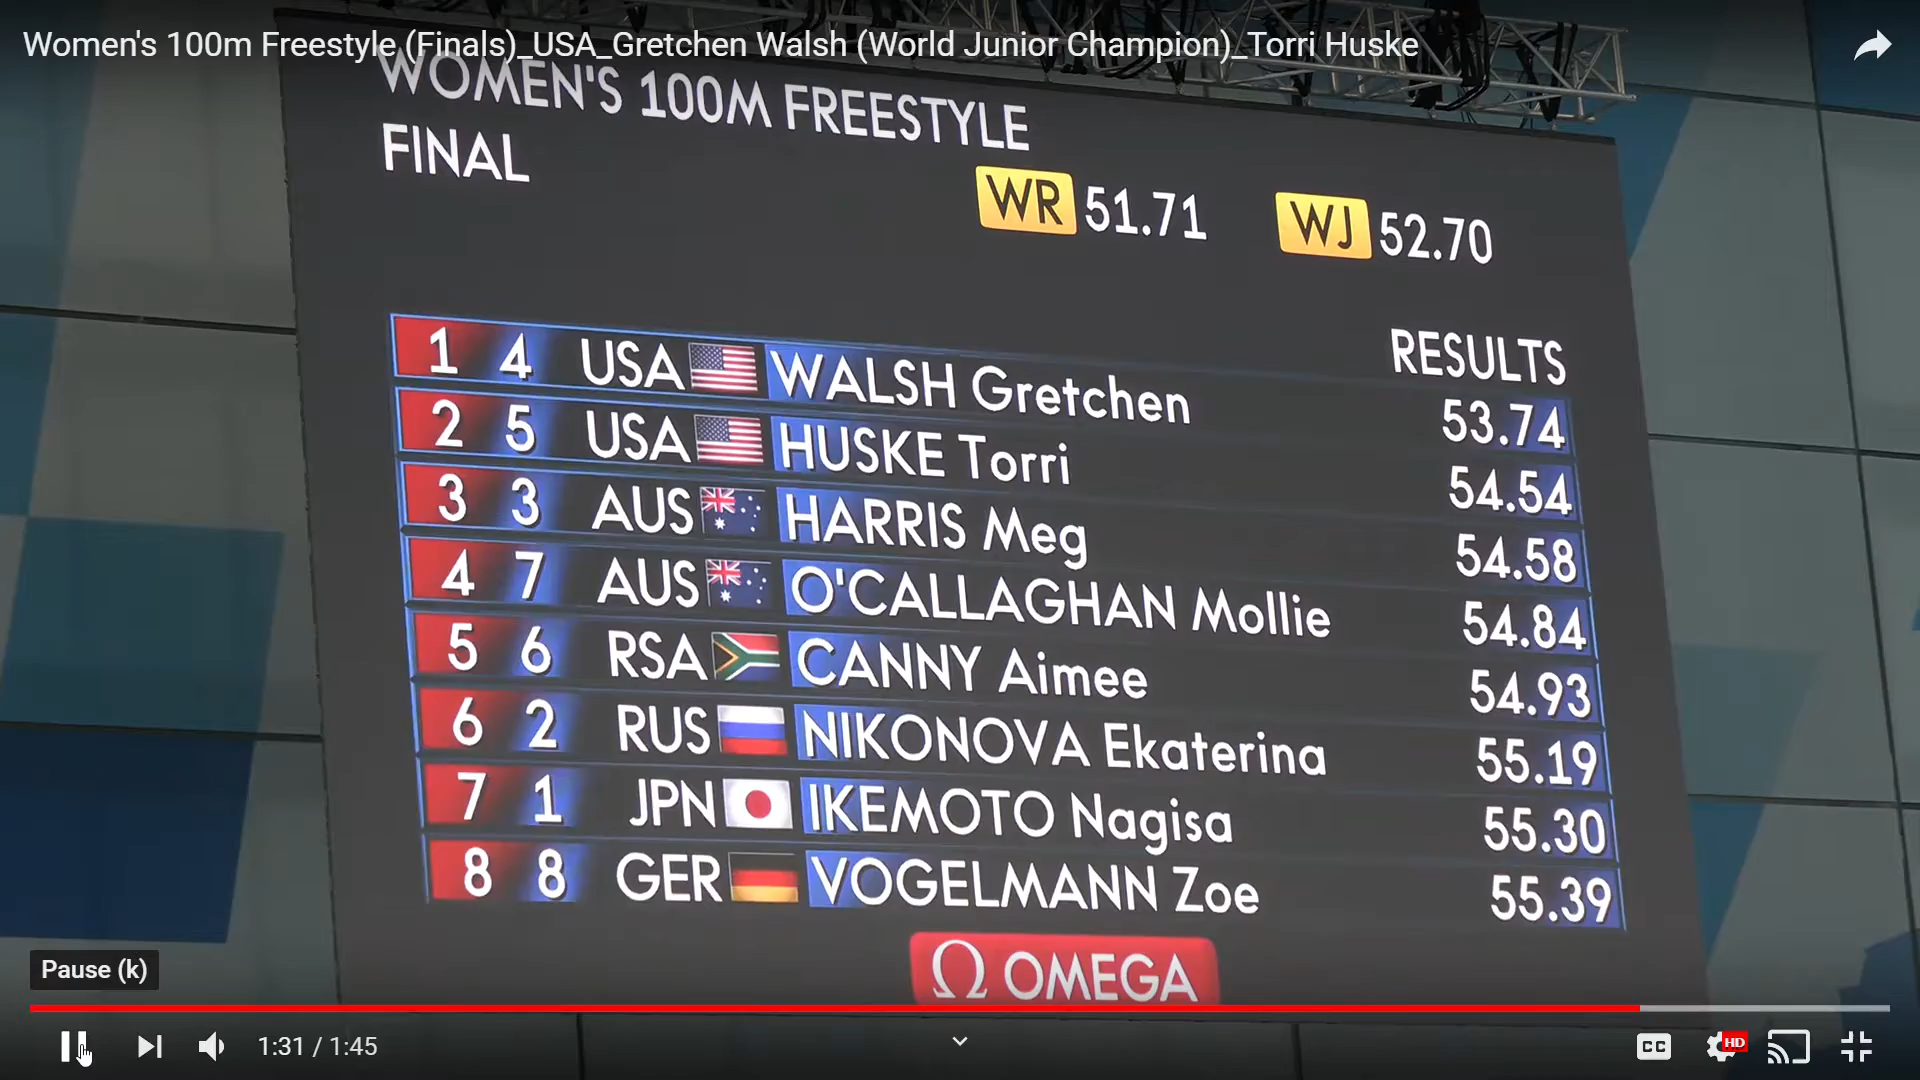 Women's 100m Freestyle (Finals)_USA_Gretchen Walsh (World Junior Champion)_Torri Huske
WOMEN'S 100M FREESTYLE
FINAL
WR 51.71 WJ 52.70
RESULTS
1 4 USA WALSH Gretchen 53.74
2 5 USA HUSKE Torri 54.54
3 3 AUS HARRIS Meg 54.58
4 7 AUS O'CALLAGHAN Mollie 54.84
5 6 RSA CANNY Aimee 54.93
6 2 RUS NIKONOVA Ekaterina 55.19
7 1 JPN IKEMOTO Nagisa 55.30
8 8 GER VOGELMANN Zoe 55.39
Ω OMEGA
Pause (k)
1:31 / 1:45
CC HD